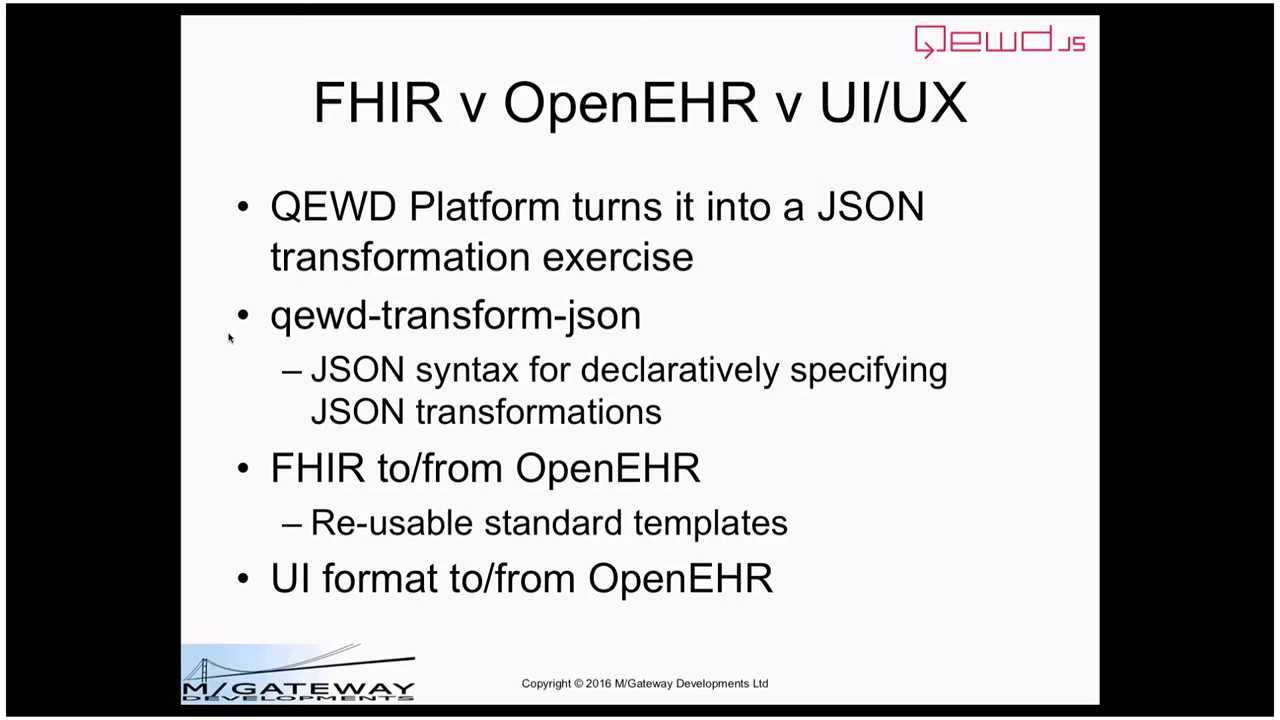 Qewd JS
FHIR v OpenEHR v UI/UX
• QEWD Platform turns it into a JSON
transformation exercise
• qewd-transform-json
– JSON syntax for declaratively specifying
JSON transformations
• FHIR to/from OpenEHR
– Re-usable standard templates
• UI format to/from OpenEHR
M/GATEWAY
DEVELOPMENTS
Copyright © 2016 M/Gateway Developments Ltd